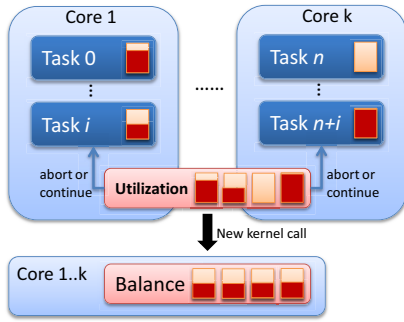 Core 1
Core k
Task 0
Task n
⋮
⋮
......
Task i
Task n+i
abort or
continue
Utilization
abort or
continue
New kernel call
Core 1..k
Balance